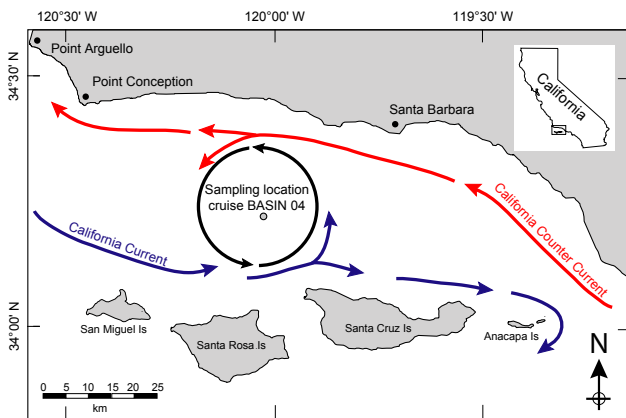 120°30' W
120°00' W
119°30' W
34°30' N
34°00' N
Point Arguello
Point Conception
Santa Barbara
California
Sampling location
cruise BASIN 04
California Current
California Counter Current
San Miguel Is
Santa Rosa Is
Santa Cruz Is
Anacapa Is
N
0 5 10 15 20 25
km